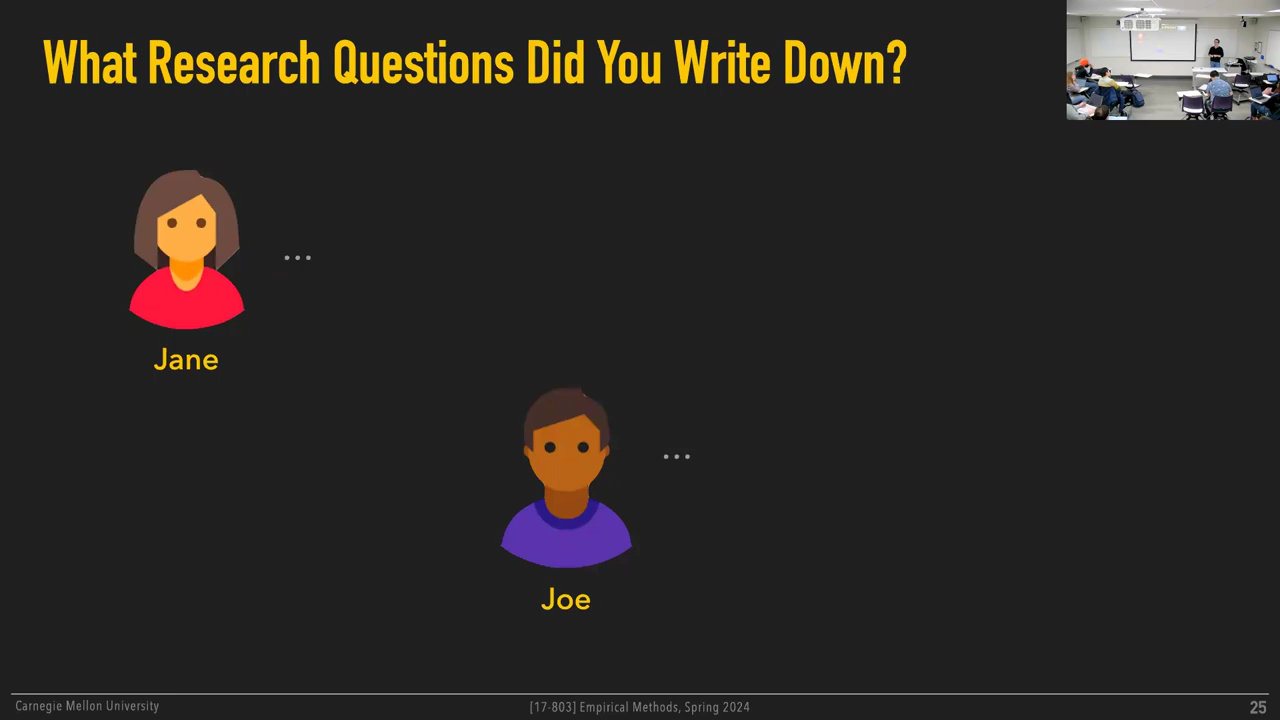 What Research Questions Did You Write Down?
...
Jane
...
Joe
Carnegie Mellon University
[17-803] Empirical Methods, Spring 2024
25